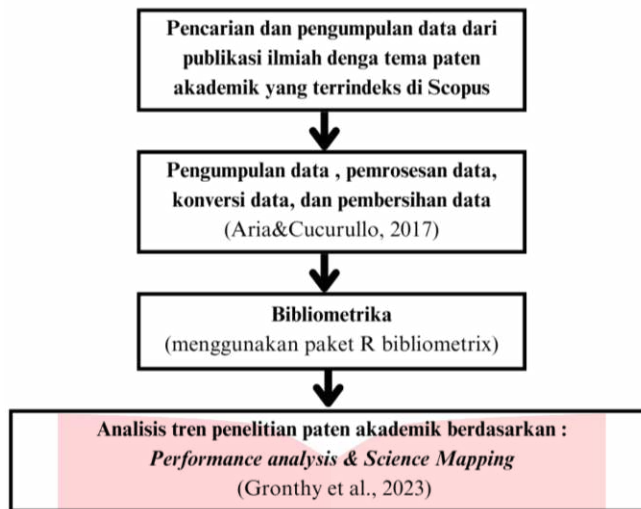 Pencarian dan pengumpulan data dari
publikasi ilmiah denga tema paten
akademik yang terrindeks di Scopus
Pengumpulan data , pemrosesan data,
konversi data, dan pembersihan data
(Aria&Cucurullo, 2017)
Bibliometrika
(menggunakan paket R bibliometrix)
Analisis tren penelitian paten akademik berdasarkan :
Performance analysis & Science Mapping
(Gronthy et al., 2023)